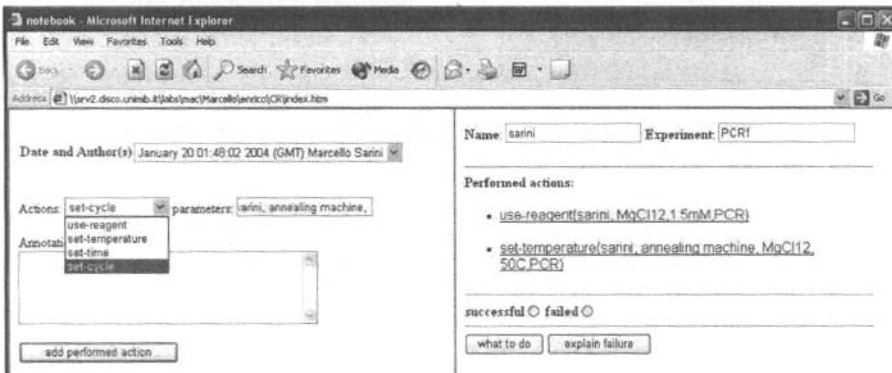 notebook - Microsoft Internet Explorer
File Edit View Favorites Tools Help
Back Search Favorites Media
Address \\srv2.disco.unimib.it\labs\mac\Marcello\enrico\CR\index.htm Go
Date and Author(s) January 20 01:48:02 2004 (GMT) Marcello Sarini
Actions: set-cycle parameters: sarini, annealing machine,
use-reagent
set-temperature
set-time
set-cycle
Annotati
add performed action
Name: sarini Experiment: PCR1
Performed actions:
• use-reagent(sarini, MgCl12,1.5mM,PCR)
• set-temperature(sarini, annealing machine, MgCl12,
50C,PCR)
successful failed
what to do explain failure